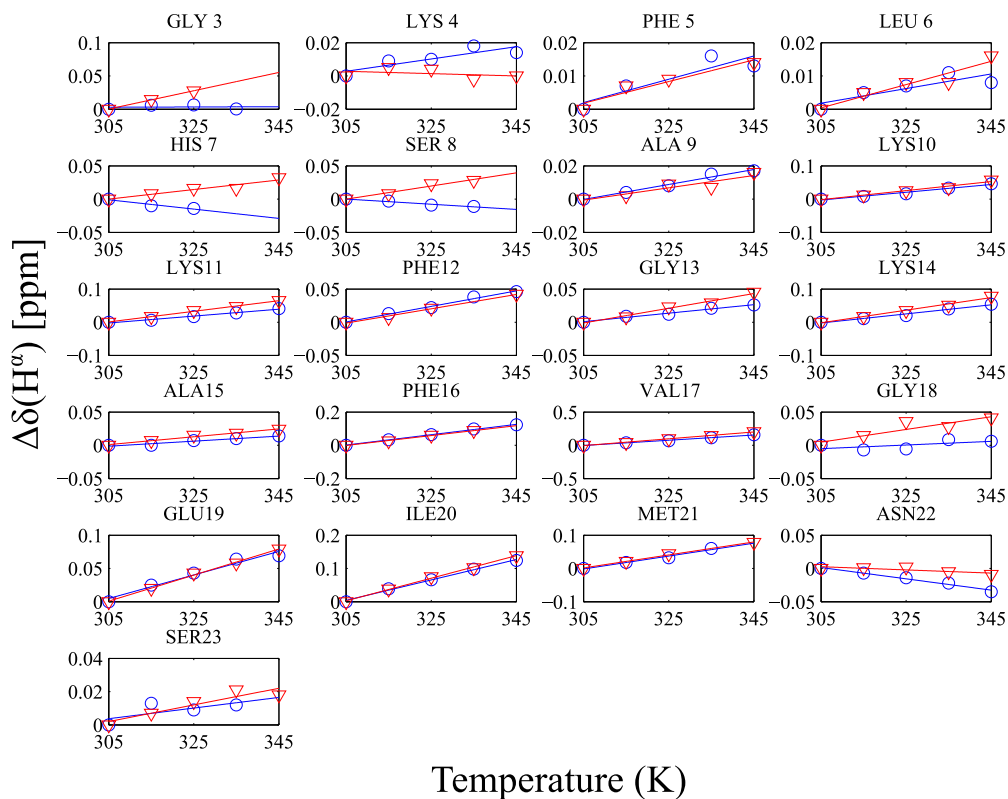 GLY 3 LYS 4 PHE 5 LEU 6
0.1 0.02 0.02 0.02
0.05 0 0.01 0.01
0 −0.02 0 0
305 325 345 305 325 345 305 325 345 305 325 345
HIS 7 SER 8 ALA 9 LYS10
0.05 0.05 0.02 0.1
0 0 0 0
−0.05 −0.05 −0.02 −0.1
305 325 345 305 325 345 305 325 345 305 325 345
LYS11 PHE12 GLY13 LYS14
0.1 0.05 0.05 0.1
0 0 0 0
−0.1 −0.05 −0.05 −0.1
305 325 345 305 325 345 305 325 345 305 325 345
ALA15 PHE16 VAL17 GLY18
0.05 0.2 0.5 0.05
0 0 0 0
−0.05 −0.2 −0.5 −0.05
305 325 345 305 325 345 305 325 345 305 325 345
GLU19 ILE20 MET21 ASN22
0.1 0.2 0.1 0.05
0.05 0.1 0 0
0 0 −0.1 −0.05
305 325 345 305 325 345 305 325 345 305 325 345
SER23
0.04
0.02
0
305 325 345
Δδ(Hα) [ppm]
Temperature (K)